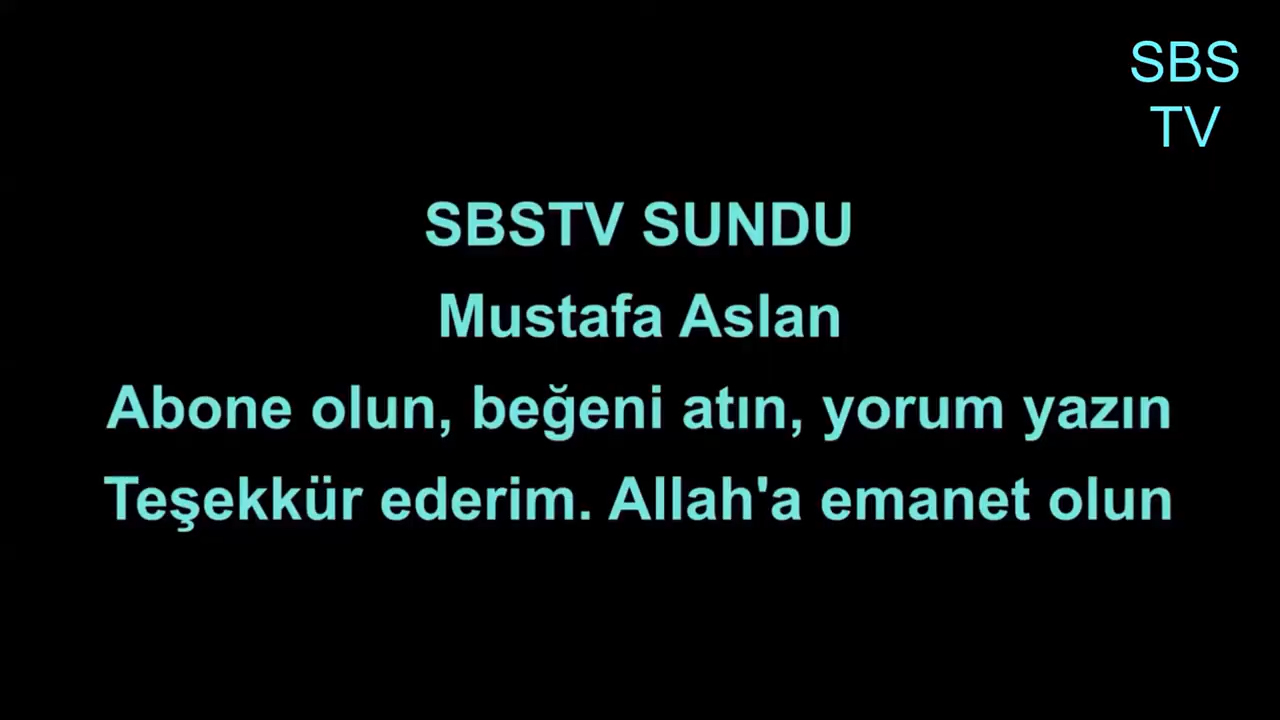 SBS
TV
SBSTV SUNDU
Mustafa Aslan
Abone olun, beğeni atın, yorum yazın
Teşekkür ederim. Allah'a emanet olun